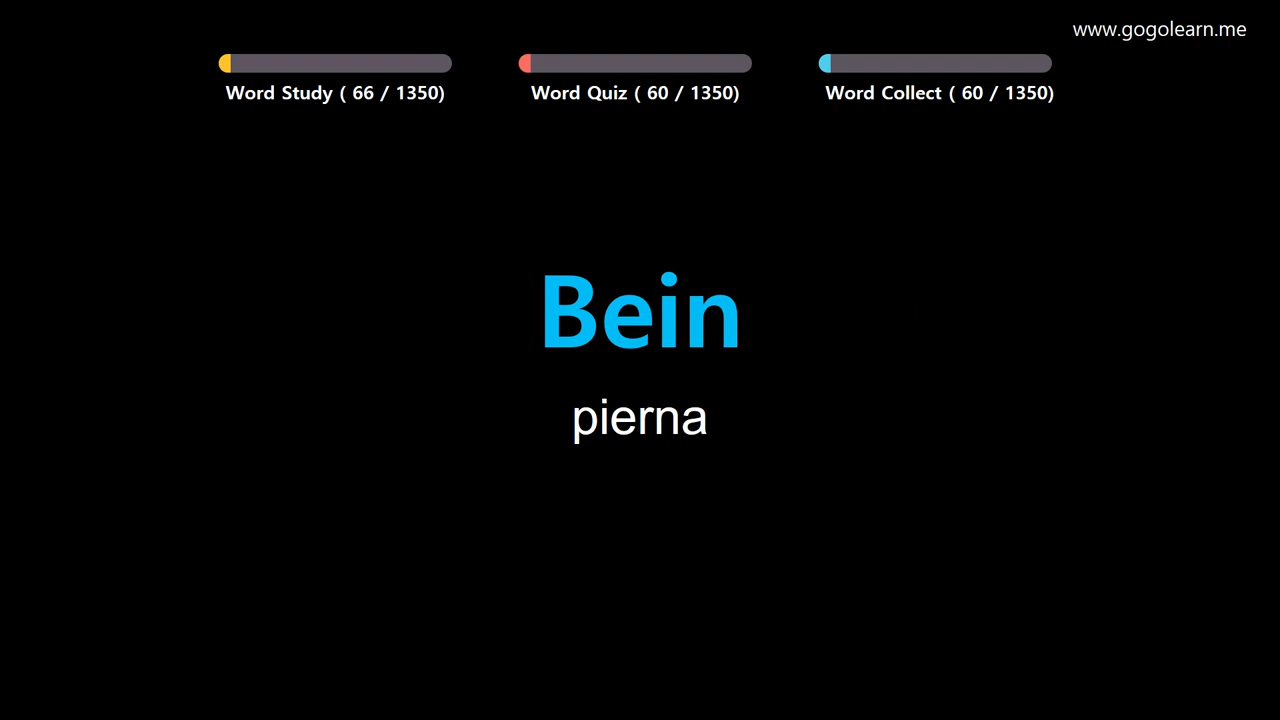 www.gogolearn.me
Word Study ( 66 / 1350)
Word Quiz ( 60 / 1350)
Word Collect ( 60 / 1350)
Bein
pierna